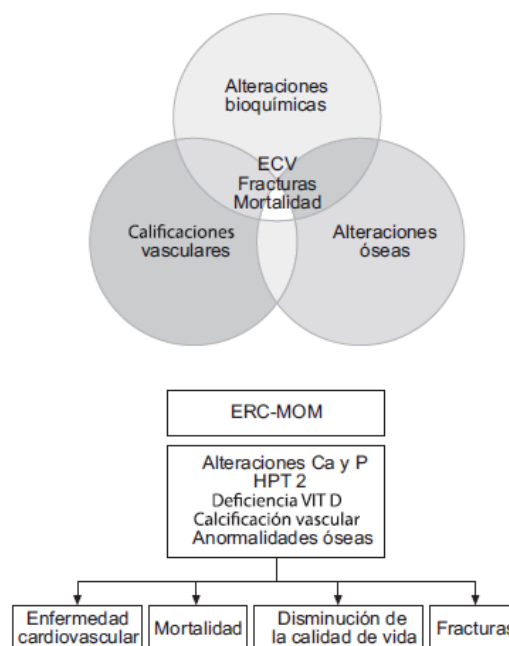 Alteraciones
bioquímicas
ECV
Fracturas
Mortalidad
Calificaciones
vasculares
Alteraciones
óseas
ERC-MOM
Alteraciones Ca y P
HPT 2
Deficiencia VIT D
Calcificación vascular
Anormalidades óseas
Enfermedad
cardiovascular
Mortalidad
Disminución de
la calidad de vida
Fracturas